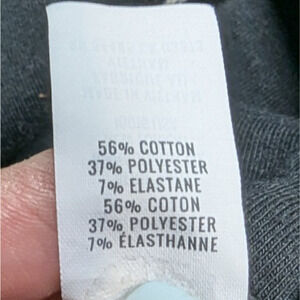 56% COTTON
37% POLYESTER
7% ELASTANE
56% COTON
37% POLYESTER
7% ÉLASTHANNE